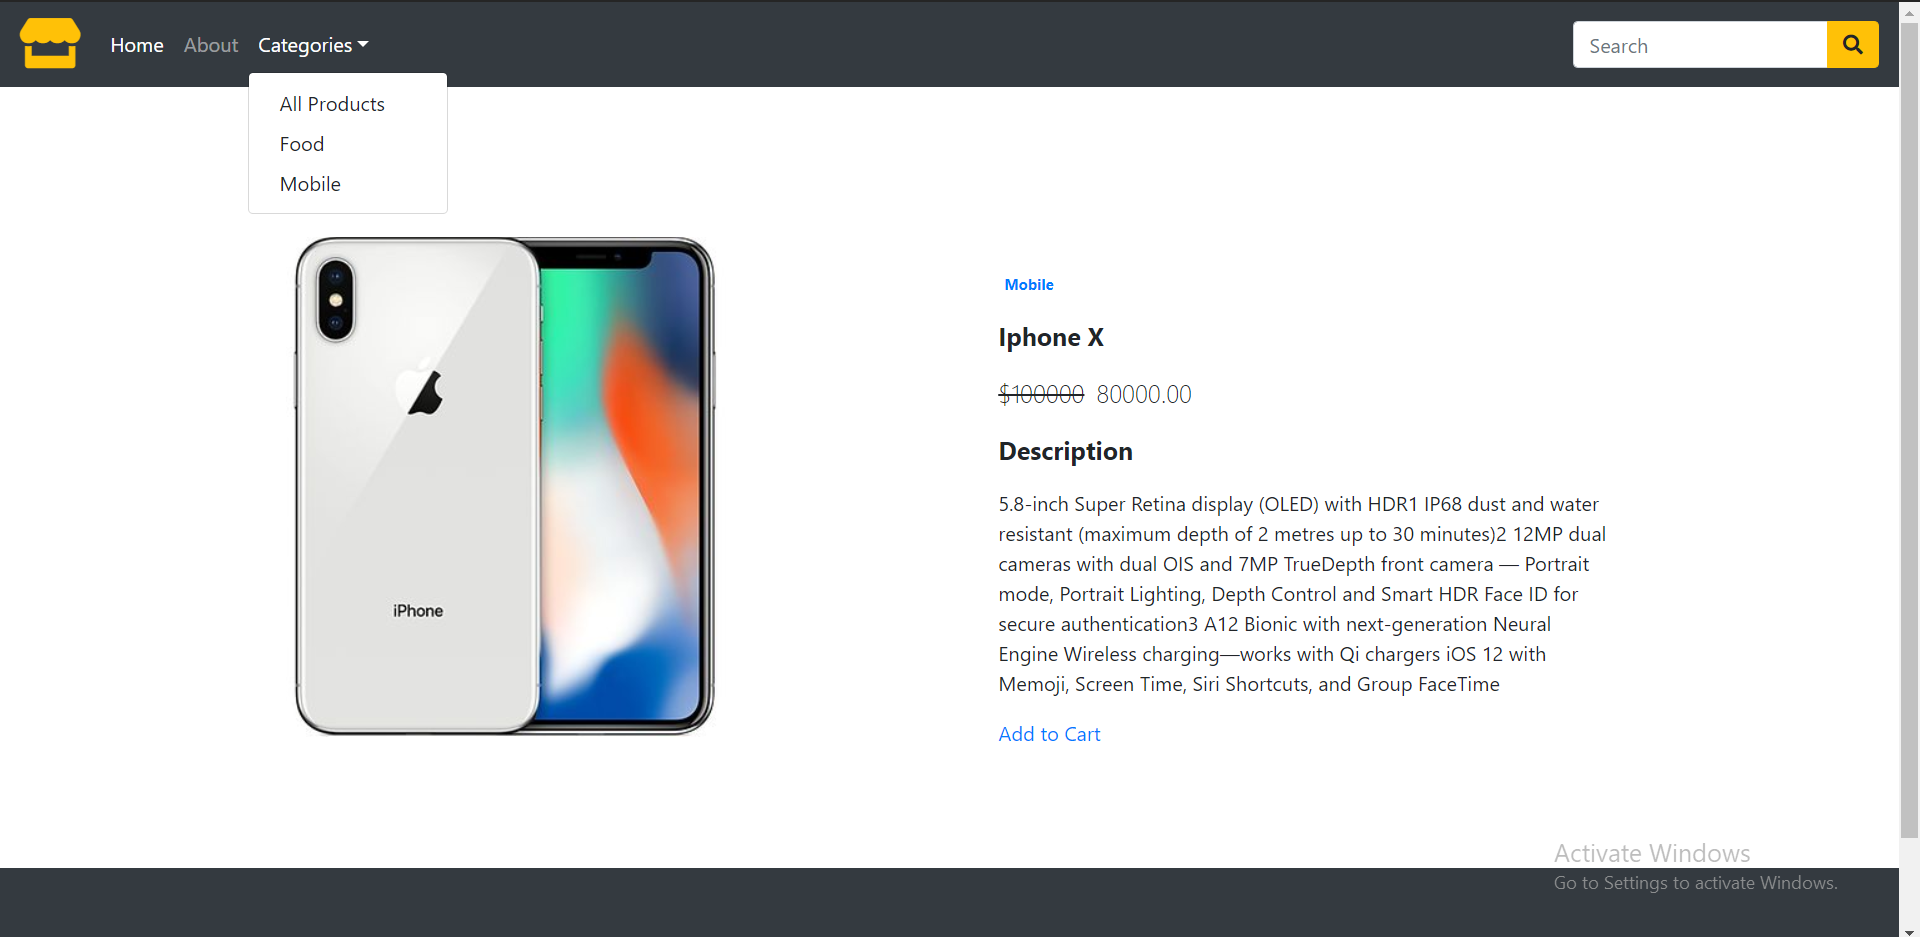 Home About Categories
Search
All Products
Food
Mobile
Mobile
Iphone X
$100000 80000.00
Description
5.8-inch Super Retina display (OLED) with HDR1 IP68 dust and water
resistant (maximum depth of 2 metres up to 30 minutes)2 12MP dual
cameras with dual OIS and 7MP TrueDepth front camera — Portrait
mode, Portrait Lighting, Depth Control and Smart HDR Face ID for
secure authentication3 A12 Bionic with next-generation Neural
Engine Wireless charging—works with Qi chargers iOS 12 with
Memoji, Screen Time, Siri Shortcuts, and Group FaceTime
Add to Cart
iPhone
Activate Windows
Go to Settings to activate Windows.